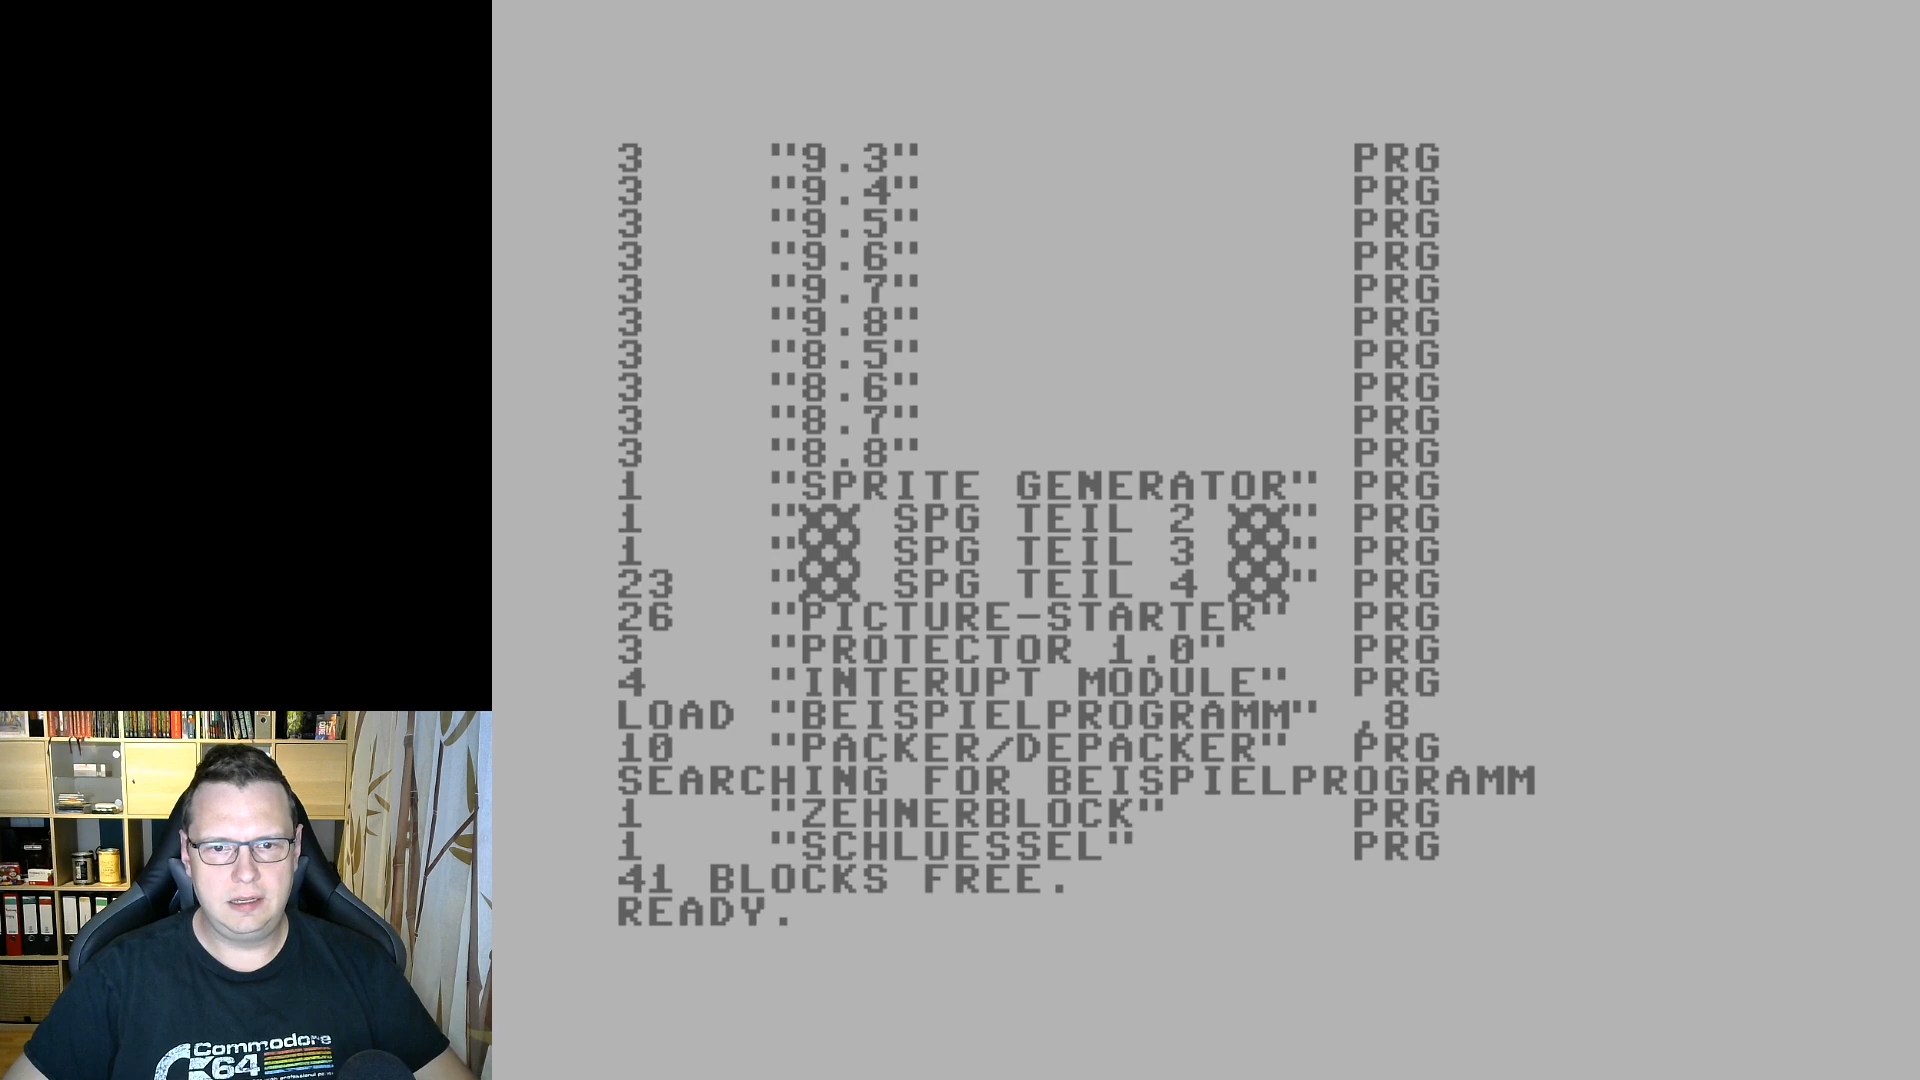 3 "9.3" PRG
3 "9.4" PRG
3 "9.5" PRG
3 "9.6" PRG
3 "9.7" PRG
3 "9.8" PRG
3 "8.5" PRG
3 "8.6" PRG
3 "8.7" PRG
3 "8.8" PRG
1 "SPRITE GENERATOR" PRG
1 " SPG TEIL 2 " PRG
1 " SPG TEIL 3 " PRG
23 " SPG TEIL 4 " PRG
26 "PICTURE-STARTER" PRG
3 "PROTECTOR 1.0" PRG
4 "INTERUPT MODULE" PRG
LOAD "BEISPIELPROGRAMM" ,8
10 "PACKER/DEPACKER" PRG
SEARCHING FOR BEISPIELPROGRAMM
1 "ZEHNERBLOCK" PRG
1 "SCHLUESSEL" PRG
41 BLOCKS FREE.
READY.
Commodore
64